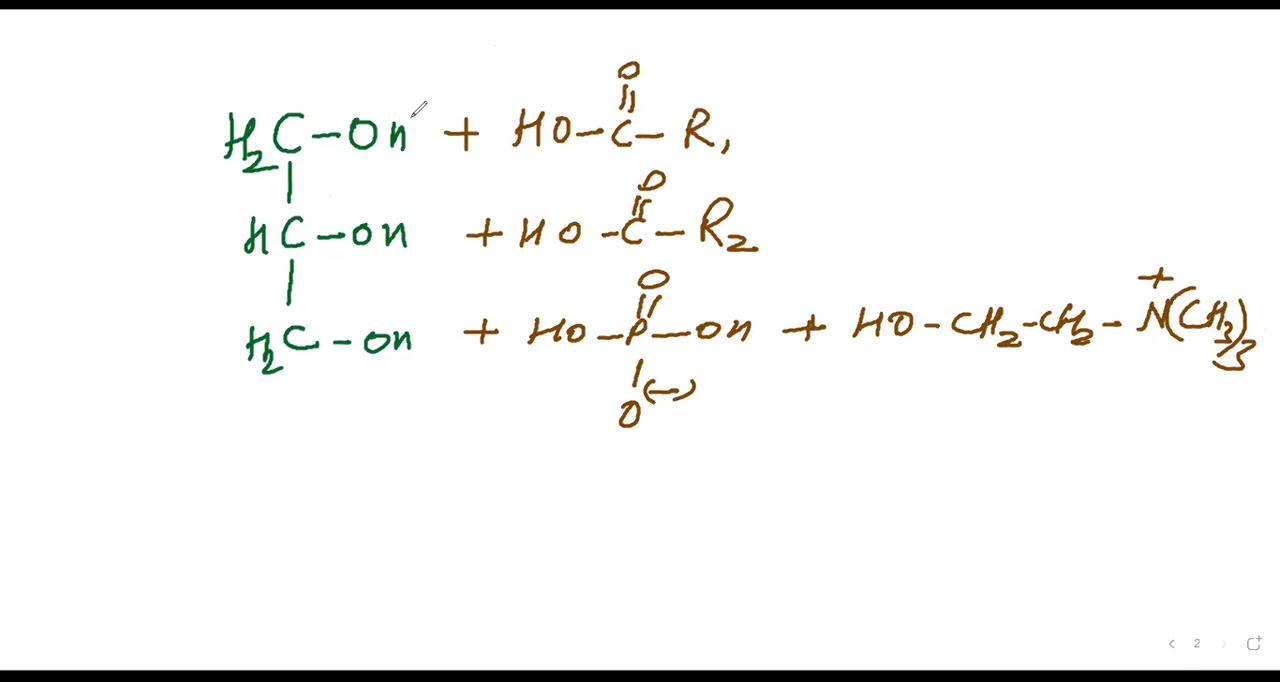 O
H₂C-OH + HO-C-R₁
O
HC-OH + HO-C-R₂
O +
H₂C-OH + HO-P-OH + HO-CH₂-CH₂-N(CH₃)₃
O(-)
2